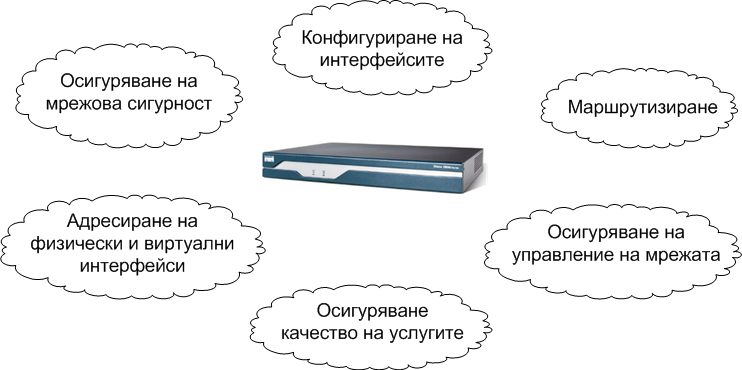 Конфигуриране на
интерфейсите
Осигуряване на
мрежова сигурност
Маршрутизиране
Адресиране на
физически и виртуални
интерфейси
Осигуряване на
управление на мрежата
Осигуряване
качество на услугите